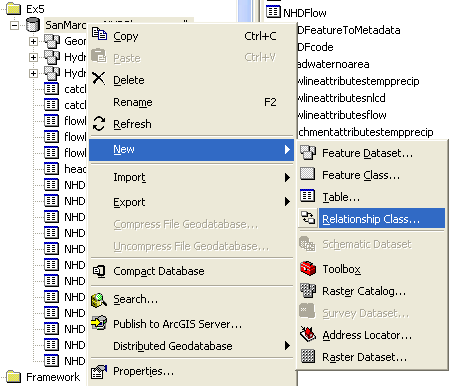 Ex5
Geo
Hydr
Hydr
catch
catch
flowl
flowl
flowl
head
NHD
NHD
NHD
NHD
NHD
NHD
NHD
NHD
NHD
NHD
Framework
Copy Ctrl+C
Paste Ctrl+V
Delete
Rename F2
Refresh
New
Import
Export
Compress File Geodatabase...
Uncompress File Geodatabase...
Compact Database
Search...
Publish to ArcGIS Server...
Distributed Geodatabase
Properties...
NHDFlow
DFeatureToMetadata
DFcode
adwaternoarea
wlineattributestempprecip
wlineattributesnlcd
wlineattributesflow
chmentattributestempprecip
Feature Dataset...
Feature Class...
Table...
Relationship Class...
Schematic Dataset
Toolbox
Raster Catalog...
Survey Dataset...
Address Locator...
Raster Dataset...